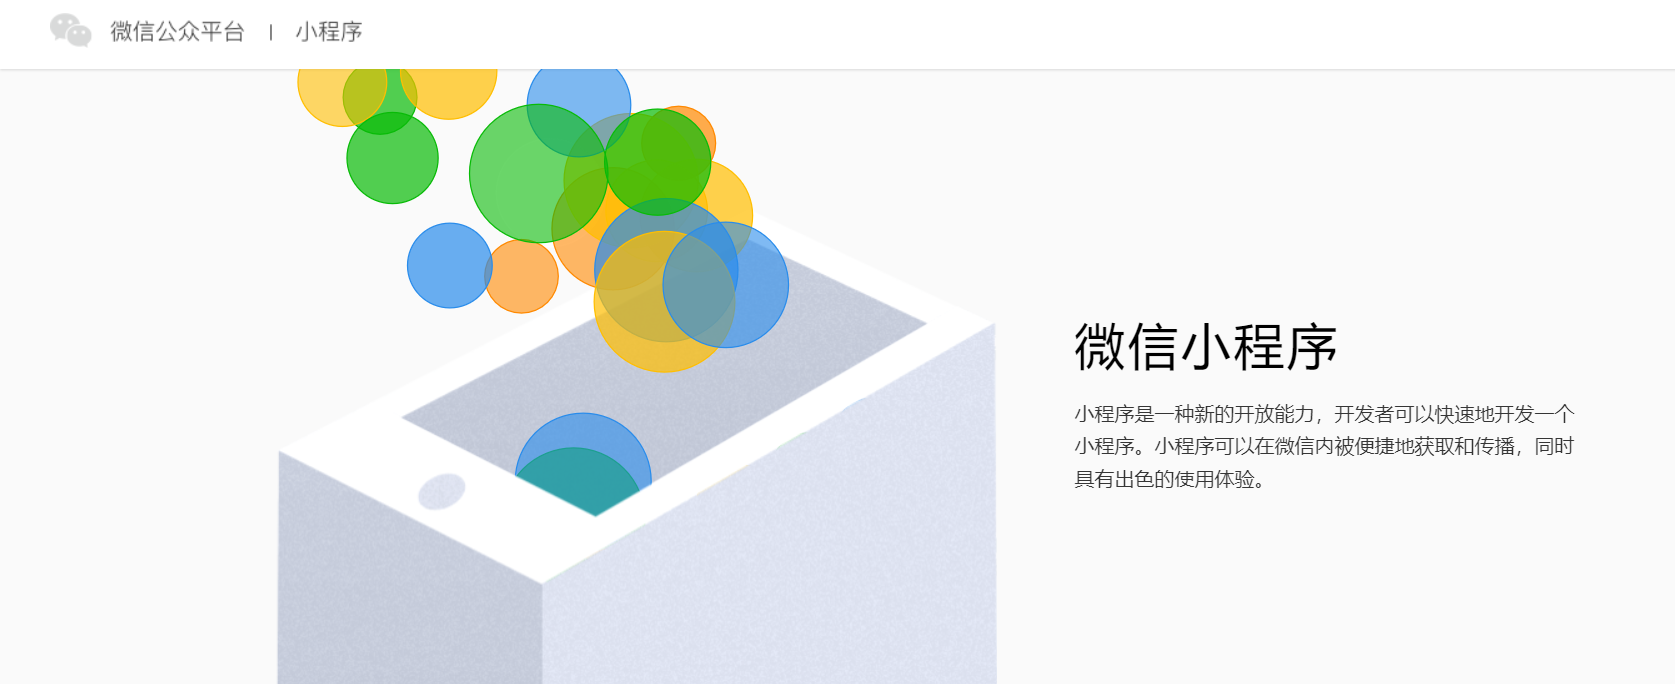 微信公众平台 | 小程序
微信小程序
小程序是一种新的开放能力，开发者可以快速地开发一个
小程序。小程序可以在微信内被便捷地获取和传播，同时
具有出色的使用体验。